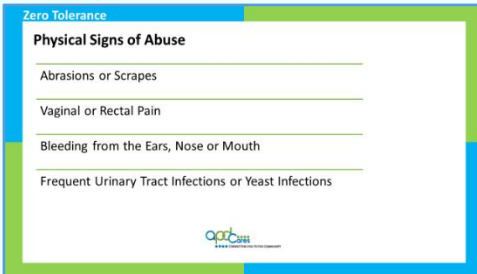 Zero Tolerance
Physical Signs of Abuse
Abrasions or Scrapes
Vaginal or Rectal Pain
Bleeding from the Ears, Nose or Mouth
Frequent Urinary Tract Infections or Yeast Infections
apdCares